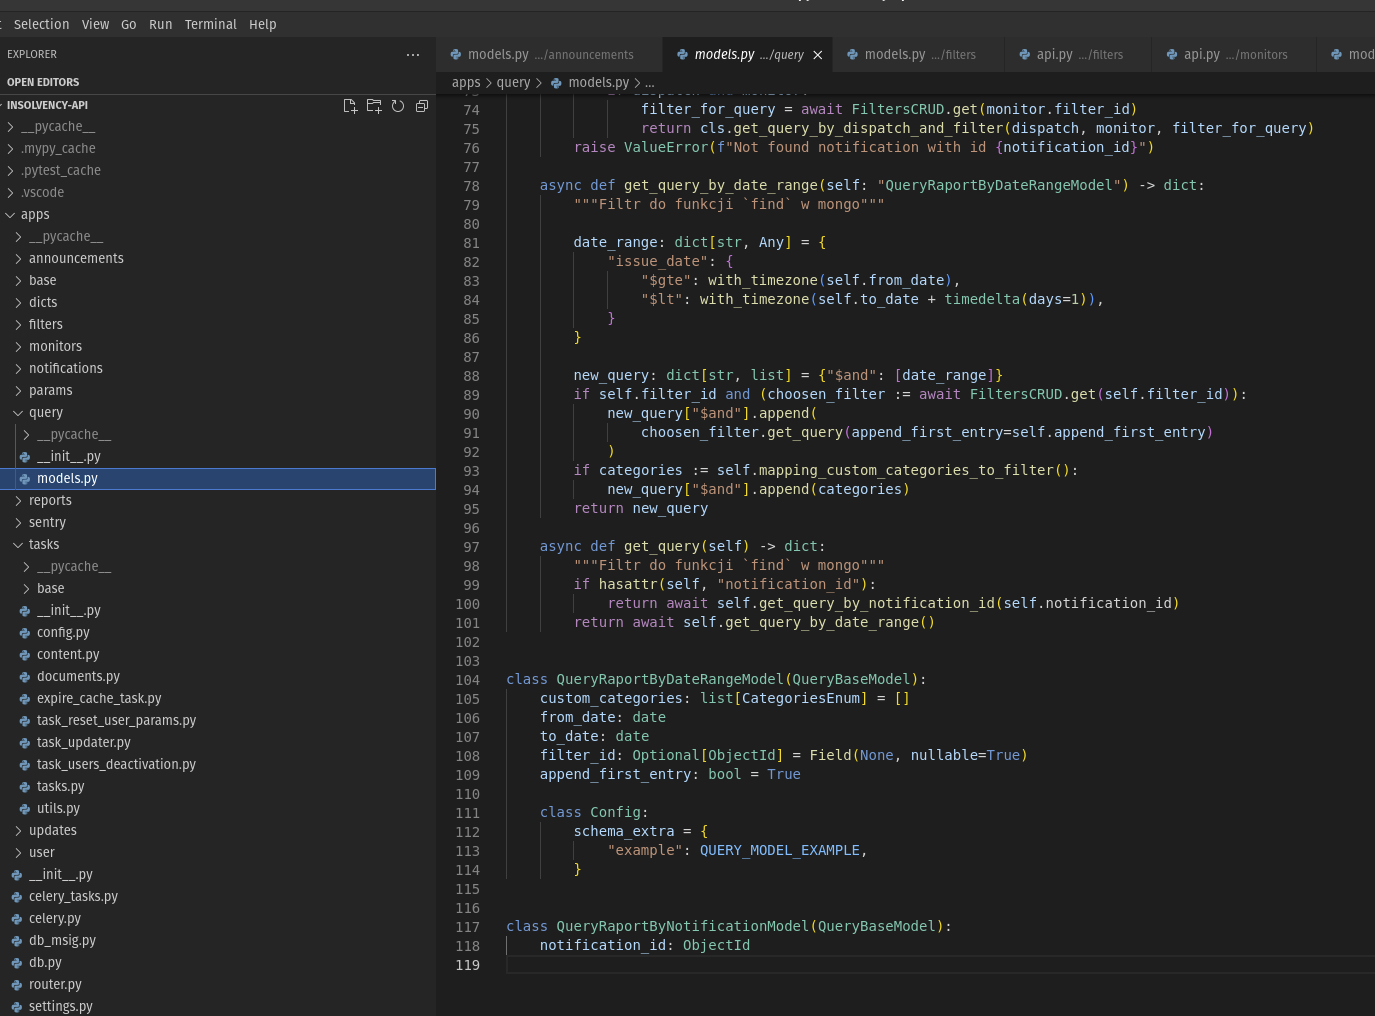 Selection View Go Run Terminal Help
EXPLORER
OPEN EDITORS
INSOLVENCY-API
__pycache__
.mypy_cache
.pytest_cache
.vscode
apps
__pycache__
announcements
base
dicts
filters
monitors
notifications
params
query
__pycache__
__init__.py
models.py
reports
sentry
tasks
__pycache__
base
__init__.py
config.py
content.py
documents.py
expire_cache_task.py
task_reset_user_params.py
task_updater.py
task_users_deactivation.py
tasks.py
utils.py
updates
user
__init__.py
celery_tasks.py
celery.py
db_msig.py
db.py
router.py
settings.py
models.py .../announcements models.py .../query models.py .../filters api.py .../filters api.py .../monitors mod
apps > query > models.py > ...
74 filter_for_query = await FiltersCRUD.get(monitor.filter_id)
75 return cls.get_query_by_dispatch_and_filter(dispatch, monitor, filter_for_query)
76 raise ValueError(f"Not found notification with id {notification_id}")
77
78 async def get_query_by_date_range(self: "QueryRaportByDateRangeModel") -> dict:
79 """Filtr do funkcji `find` w mongo"""
80
81 date_range: dict[str, Any] = {
82 "issue_date": {
83 "$gte": with_timezone(self.from_date),
84 "$lt": with_timezone(self.to_date + timedelta(days=1)),
85 }
86 }
87
88 new_query: dict[str, list] = {"$and": [date_range]}
89 if self.filter_id and (choosen_filter := await FiltersCRUD.get(self.filter_id)):
90 new_query["$and"].append(
91 choosen_filter.get_query(append_first_entry=self.append_first_entry)
92 )
93 if categories := self.mapping_custom_categories_to_filter():
94 new_query["$and"].append(categories)
95 return new_query
96
97 async def get_query(self) -> dict:
98 """Filtr do funkcji `find` w mongo"""
99 if hasattr(self, "notification_id"):
100 return await self.get_query_by_notification_id(self.notification_id)
101 return await self.get_query_by_date_range()
102
103
104 class QueryRaportByDateRangeModel(QueryBaseModel):
105 custom_categories: list[CategoriesEnum] = []
106 from_date: date
107 to_date: date
108 filter_id: Optional[ObjectId] = Field(None, nullable=True)
109 append_first_entry: bool = True
110
111 class Config:
112 schema_extra = {
113 "example": QUERY_MODEL_EXAMPLE,
114 }
115
116
117 class QueryRaportByNotificationModel(QueryBaseModel):
118 notification_id: ObjectId
119